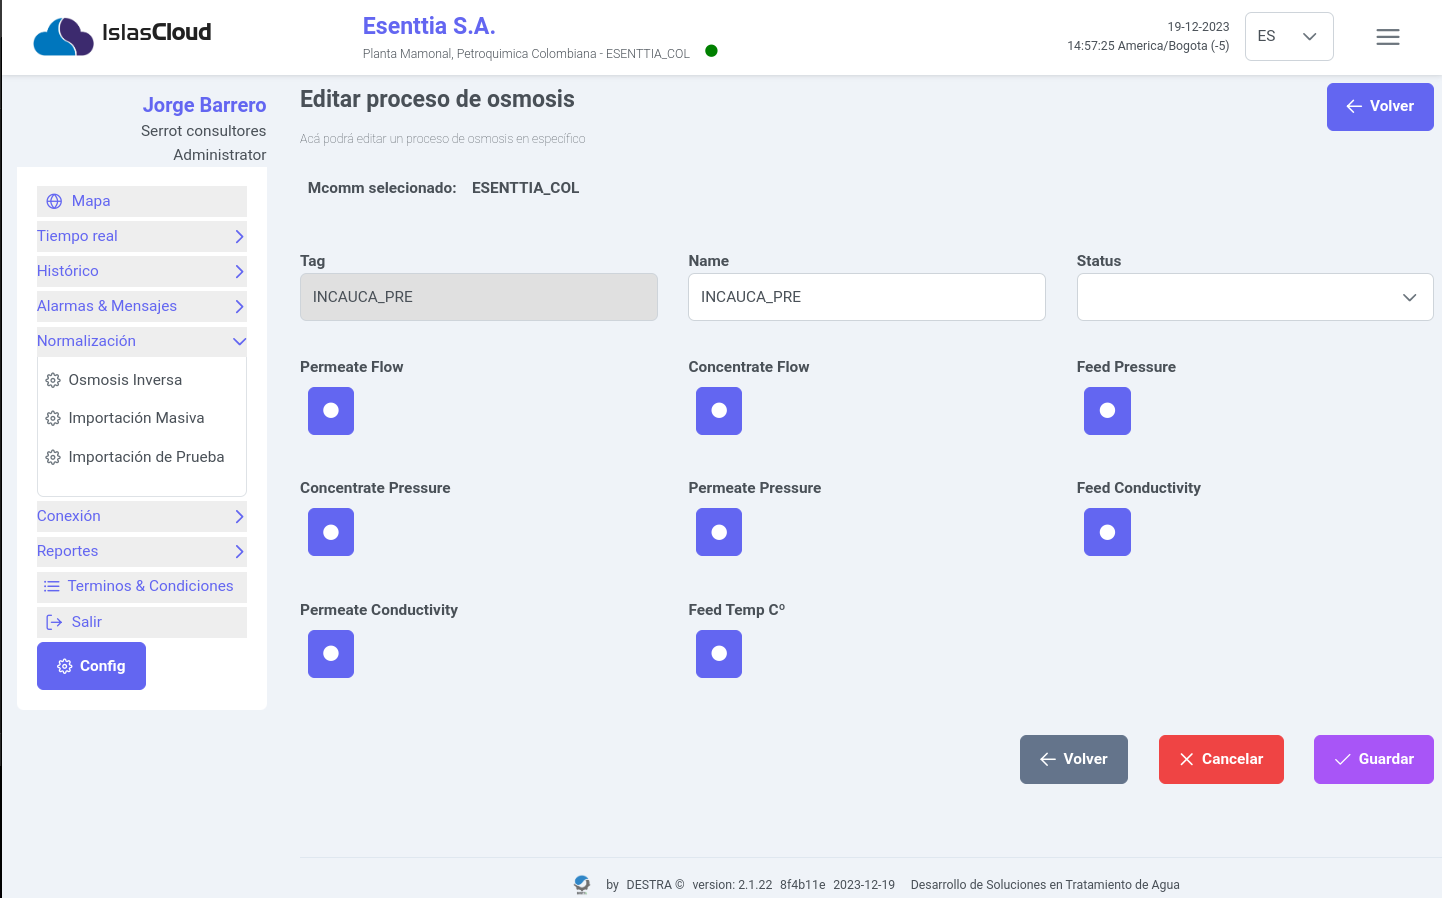 IslasCloud
Esenttia S.A.
Planta Mamonal, Petroquimica Colombiana - ESENTTIA_COL
19-12-2023
14:57:25 America/Bogota (-5)
ES
Jorge Barrero
Serrot consultores
Administrator
Mapa
Tiempo real
Histórico
Alarmas & Mensajes
Normalización
Osmosis Inversa
Importación Masiva
Importación de Prueba
Conexión
Reportes
Terminos & Condiciones
Salir
Config
Editar proceso de osmosis
Volver
Acá podrá editar un proceso de osmosis en específico
Mcomm selecionado: ESENTTIA_COL
Tag
INCAUCA_PRE
Name
INCAUCA_PRE
Status
Permeate Flow
Concentrate Flow
Feed Pressure
Concentrate Pressure
Permeate Pressure
Feed Conductivity
Permeate Conductivity
Feed Temp Cº
Volver
Cancelar
Guardar
by DESTRA © version: 2.1.22 8f4b11e 2023-12-19 Desarrollo de Soluciones en Tratamiento de Agua